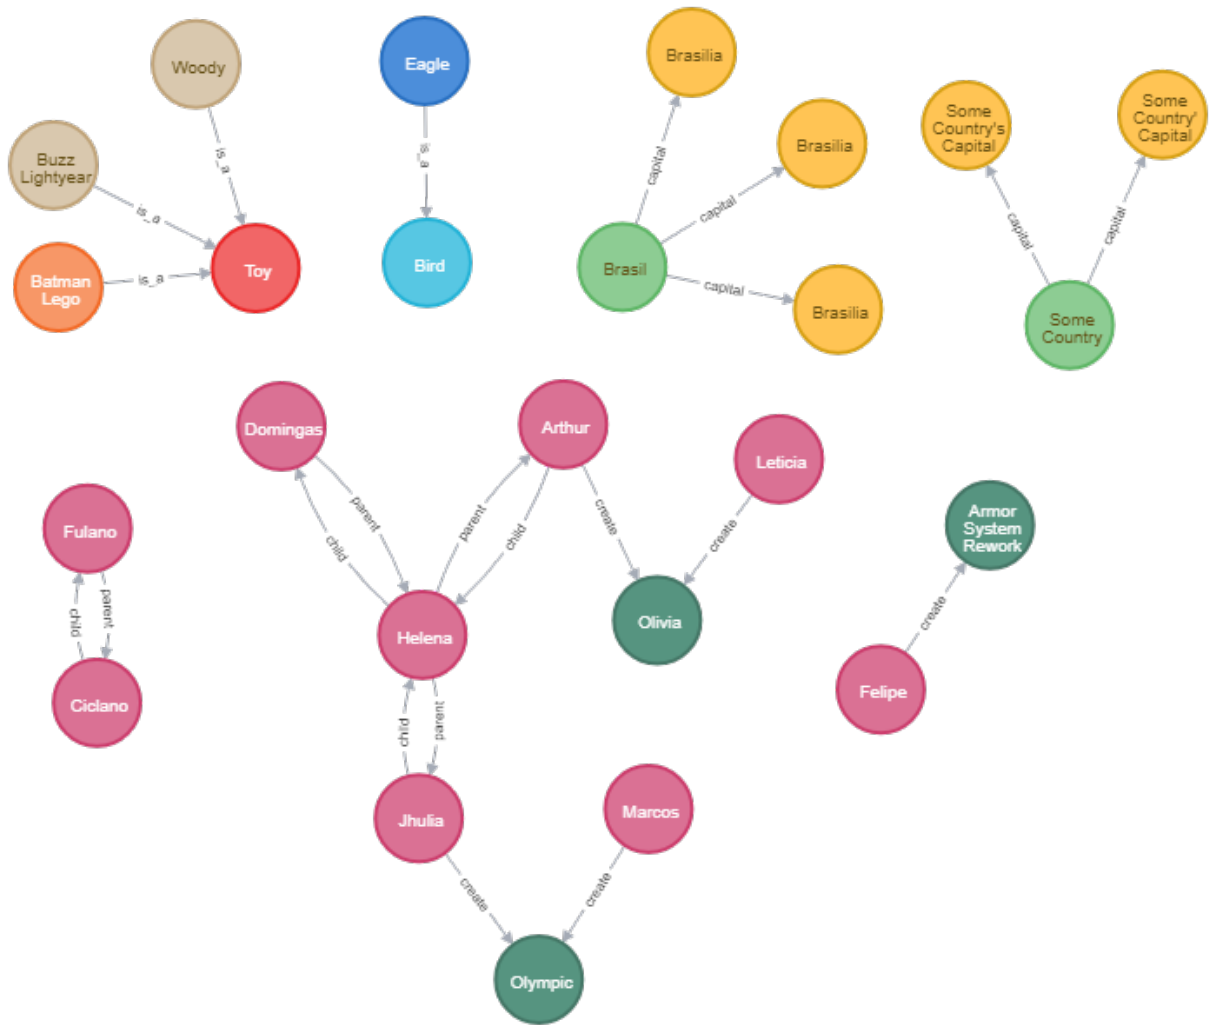 Woody
Eagle
Brasilia
Some
Country's
Capital
Some
Country'
Capital
is_a
is_a
capital
Brasilia
Buzz
Lightyear
is_a
capital
capital
capital
Batman
Lego
is_a
Toy
Bird
Brasil
capital
Brasilia
Some
Country
Domingas
Arthur
Leticia
Fulano
parent
child
parent
child
create
create
Armor
System
Rework
child
parent
Helena
Olivia
create
Ciclano
child
parent
Felipe
Jhulia
Marcos
create
create
Olympic